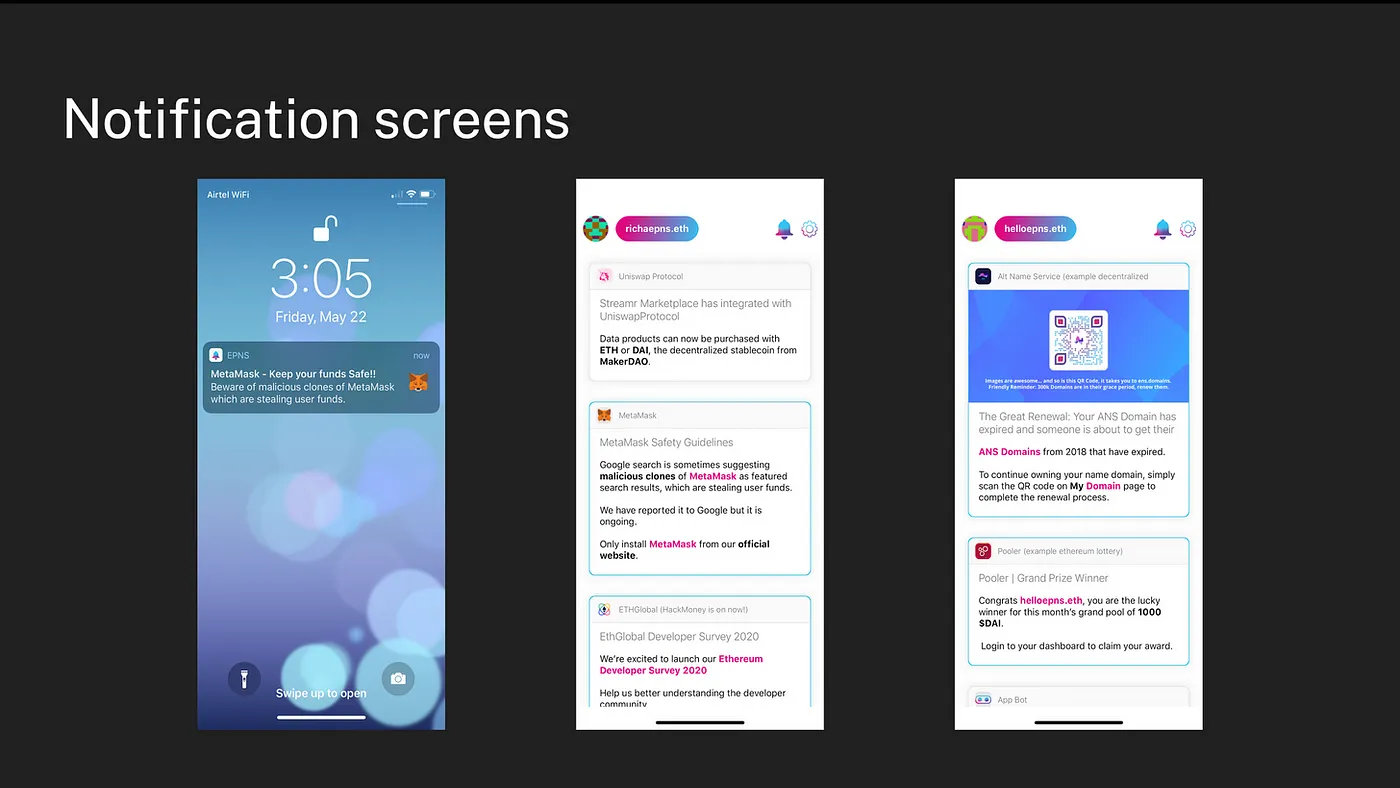 Notification screens
Airtel WiFi
3:05
Friday, May 22
EPNS
now
MetaMask - Keep your funds Safe!!
Beware of malicious clones of MetaMask
which are stealing user funds.
Swipe up to open
richaepns.eth
Uniswap Protocol
Streamr Marketplace has integrated with
UniswapProtocol
Data products can now be purchased with
ETH or DAI, the decentralized stablecoin from
MakerDAO.
MetaMask
MetaMask Safety Guidelines
Google search is sometimes suggesting
malicious clones of MetaMask as featured
search results, which are stealing user funds.
We have reported it to Google but it is
ongoing.
Only install MetaMask from our official
website.
ETHGlobal (HackMoney is on now!)
EthGlobal Developer Survey 2020
We're excited to launch our Ethereum
Developer Survey 2020
Help us better understanding the developer
community
helloepns.eth
Alt Name Service (example decentralized
Images are awesome... and so is this QR Code, it takes you to ens.domains.
Friendly Reminder: 300k Domains are in their grace period, renew them.
The Great Renewal: Your ANS Domain has
expired and someone is about to get their
ANS Domains from 2018 that have expired.
To continue owning your name domain, simply
scan the QR code on My Domain page to
complete the renewal process.
Pooler (example ethereum lottery)
Pooler | Grand Prize Winner
Congrats helloepns.eth, you are the lucky
winner for this month's grand pool of 1000
SDAI.
Login to your dashboard to claim your award.
App Bot